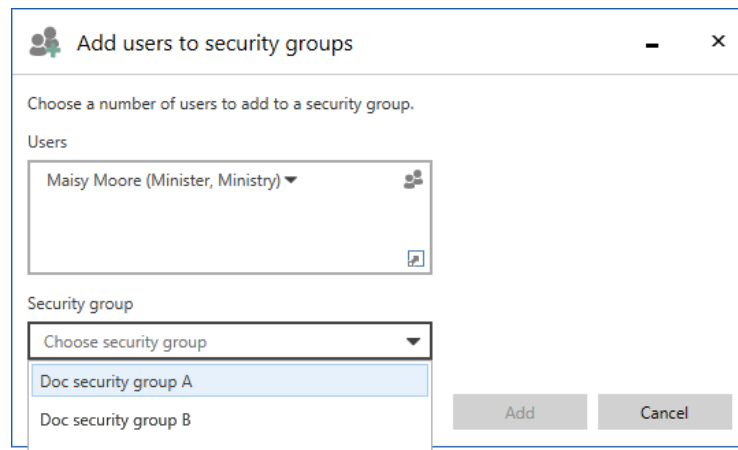 Add users to security groups
Choose a number of users to add to a security group.
Users
Maisy Moore (Minister, Ministry)
Security group
Choose security group
Doc security group A
Doc security group B
Add
Cancel